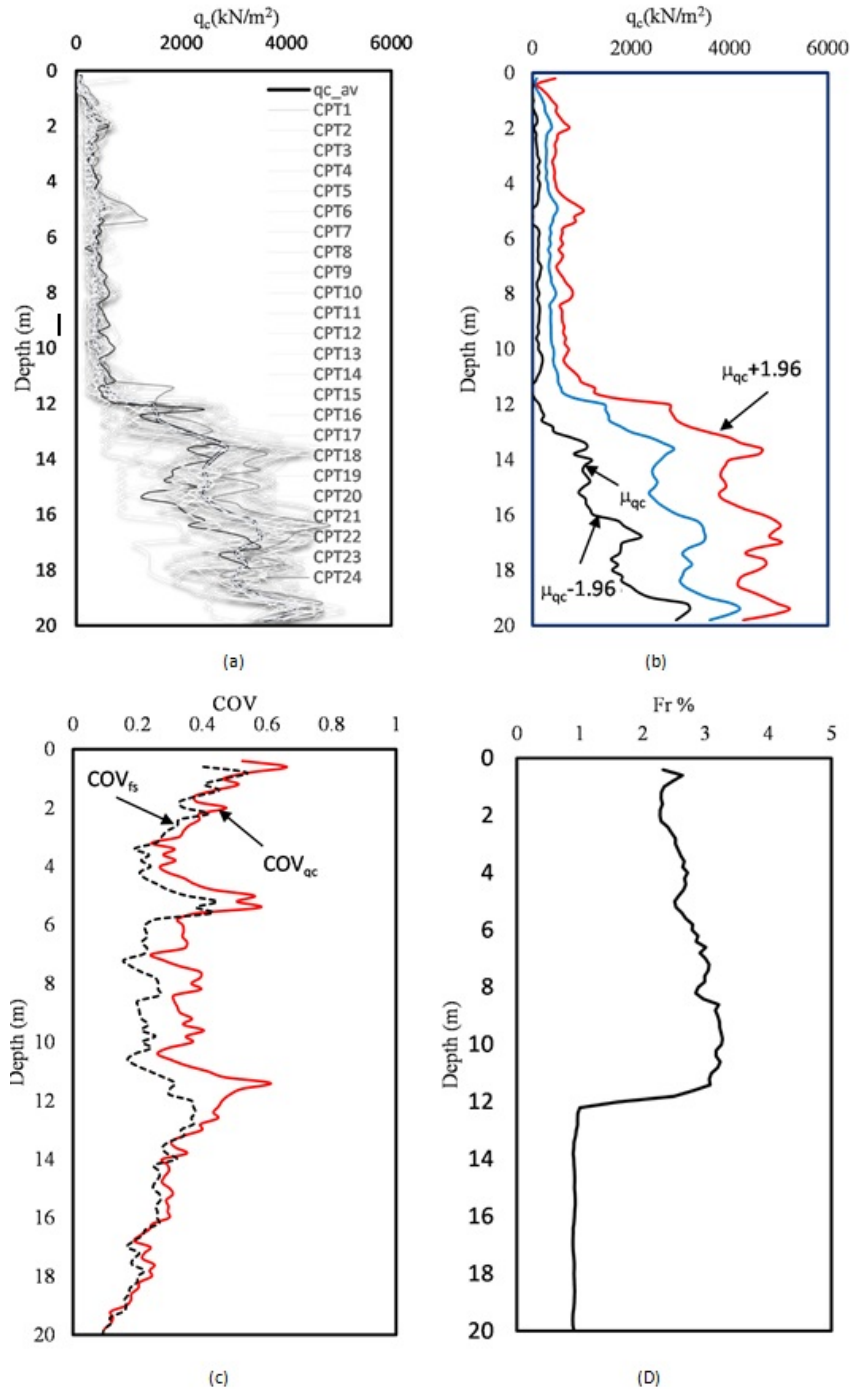 qc(kN/m²)
0 2000 4000 6000
0
2
4
6
8
10
12
14
16
18
20
Depth (m)
qc_av
CPT1
CPT2
CPT3
CPT4
CPT5
CPT6
CPT7
CPT8
CPT9
CPT10
CPT11
CPT12
CPT13
CPT14
CPT15
CPT16
CPT17
CPT18
CPT19
CPT20
CPT21
CPT22
CPT23
CPT24
(a)
qc(kN/m²)
0 2000 4000 6000
0
2
4
6
8
10
12
14
16
18
20
Depth (m)
μqc+1.96
μqc
μqc-1.96
(b)
COV
0 0.2 0.4 0.6 0.8 1
0
2
4
6
8
10
12
14
16
18
20
Depth (m)
COVfs
COVqc
(c)
Fr %
0 1 2 3 4 5
0
2
4
6
8
10
12
14
16
18
20
Depth (m)
(D)